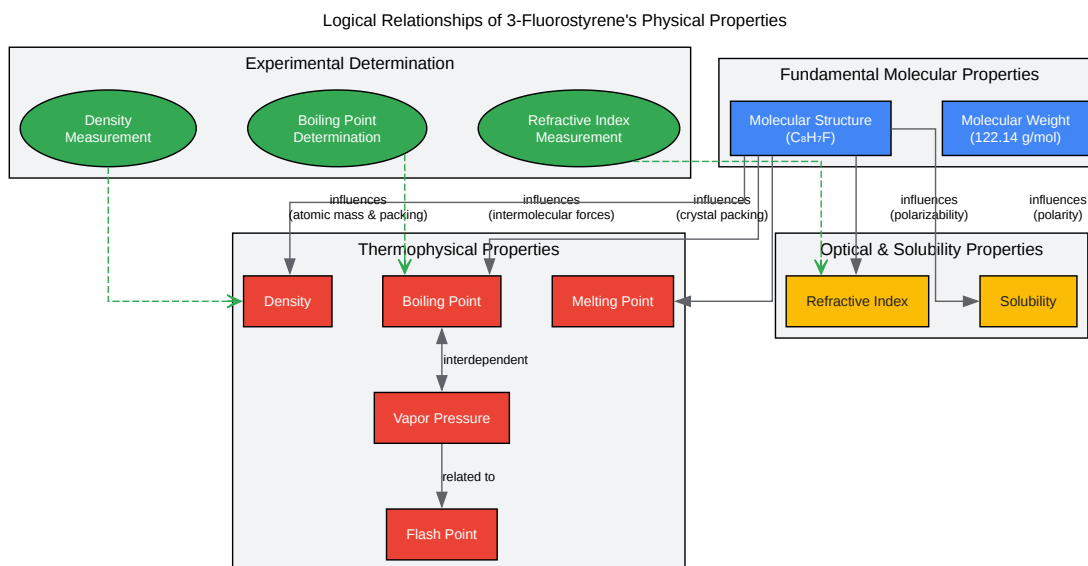 Logical Relationships of 3-Fluorostyrene's Physical Properties
Experimental Determination
Fundamental Molecular Properties
Density
Measurement
Boiling Point
Determination
Refractive Index
Measurement
Molecular Structure
(C₈H₇F)
Molecular Weight
(122.14 g/mol)
influences
(atomic mass & packing)
influences
(intermolecular forces)
influences
(crystal packing)
influences
(polarizability)
influences
(polarity)
Thermophysical Properties
Optical & Solubility Properties
Density
Boiling Point
Melting Point
Refractive Index
Solubility
interdependent
Vapor Pressure
related to
Flash Point